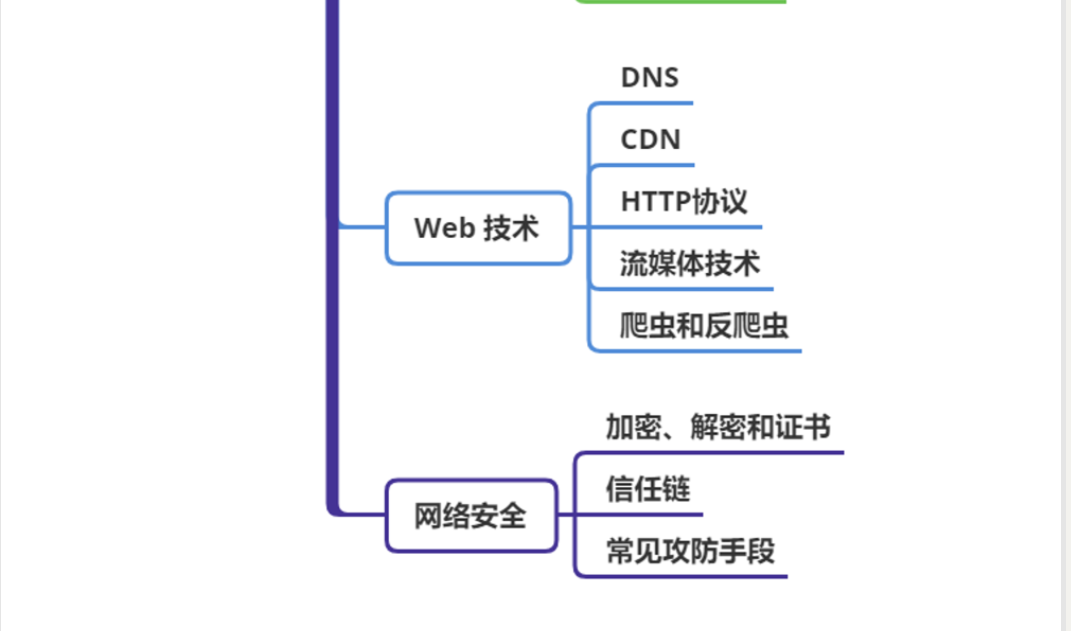 DNS
CDN
HTTP协议
Web 技术
流媒体技术
爬虫和反爬虫
加密、解密和证书
信任链
网络安全
常见攻防手段